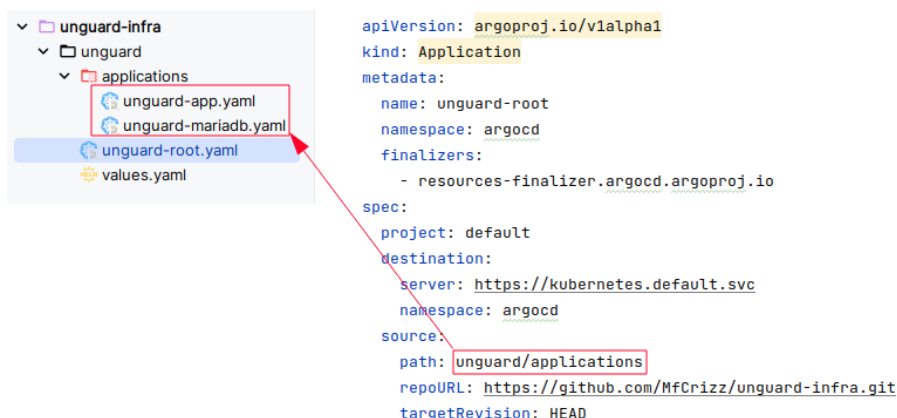 unguard-infra
unguard
applications
unguard-app.yaml
unguard-mariadb.yaml
unguard-root.yaml
values.yaml
apiVersion: argoproj.io/v1alpha1
kind: Application
metadata:
  name: unguard-root
  namespace: argocd
  finalizers:
    - resources-finalizer.argocd.argoproj.io
spec:
  project: default
  destination:
    server: https://kubernetes.default.svc
    namespace: argocd
  source:
    path: unguard/applications
    repoURL: https://github.com/MfCrizz/unguard-infra.git
    targetRevision: HEAD